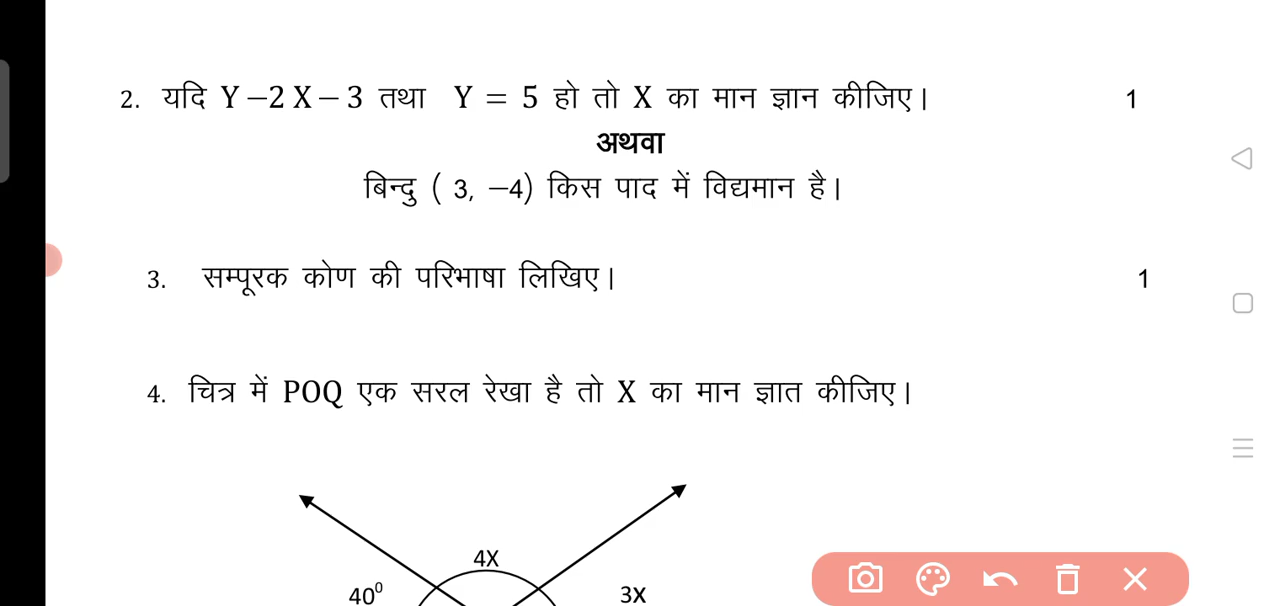 2. यदि Y –2 X – 3 तथा Y = 5 हो तो X का मान ज्ञान कीजिए। 1
अथवा
बिन्दु ( 3, –4) किस पाद में विद्यमान है।
3. सम्पूरक कोण की परिभाषा लिखिए। 1
4. चित्र में POQ एक सरल रेखा है तो X का मान ज्ञात कीजिए।
4X
40⁰ 3X